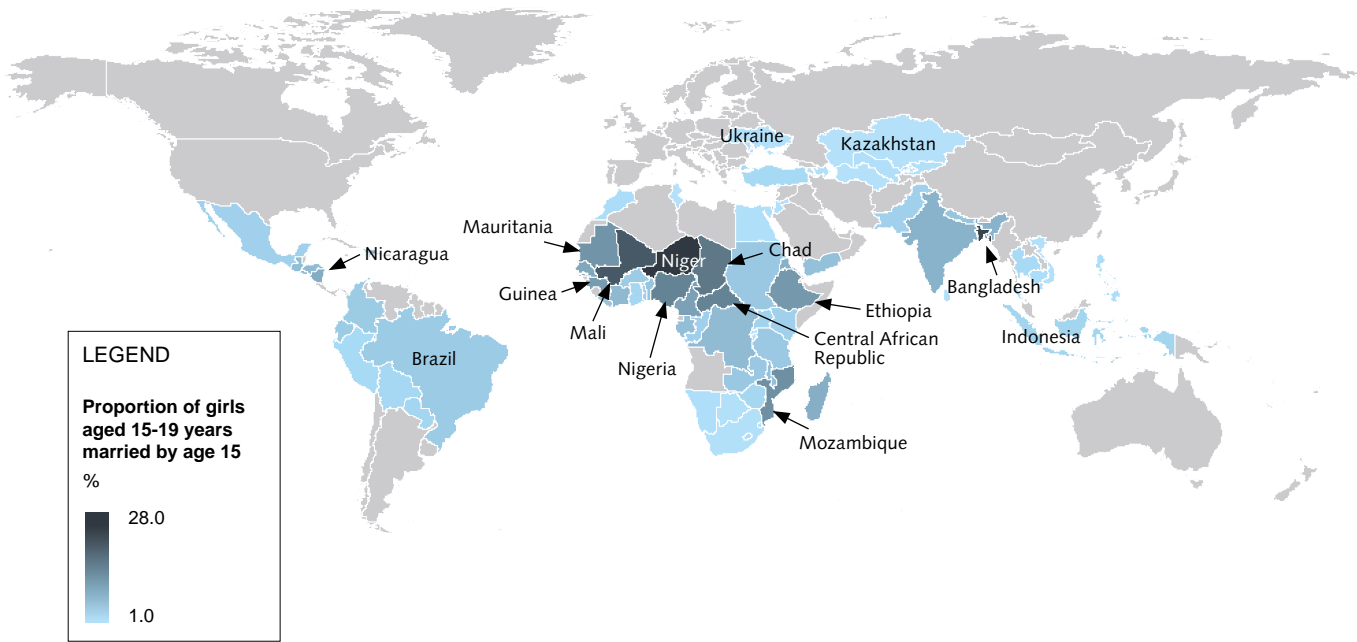 Ukraine
Kazakhstan
Mauritania
Nicaragua
Niger
Chad
Guinea
Bangladesh
Ethiopia
Mali
Indonesia
Central African
Republic
Brazil
Nigeria
Mozambique
LEGEND
Proportion of girls
aged 15-19 years
married by age 15
%
28.0
1.0